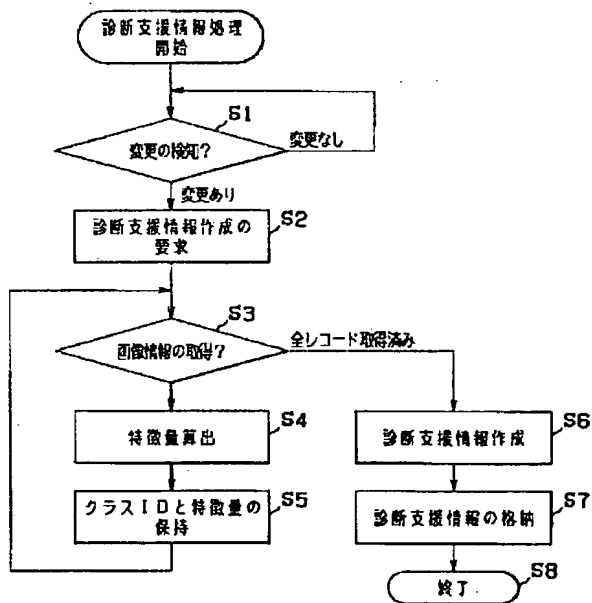 診断支援情報処理
開始
S1
変更の検知?
変更なし
変更あり
S2
診断支援情報作成の
要求
S3
画像情報の取得?
全レコード取得済み
S4
特徴量算出
S5
クラスIDと特徴量の
保持
S6
診断支援情報作成
S7
診断支援情報の格納
S8
終了